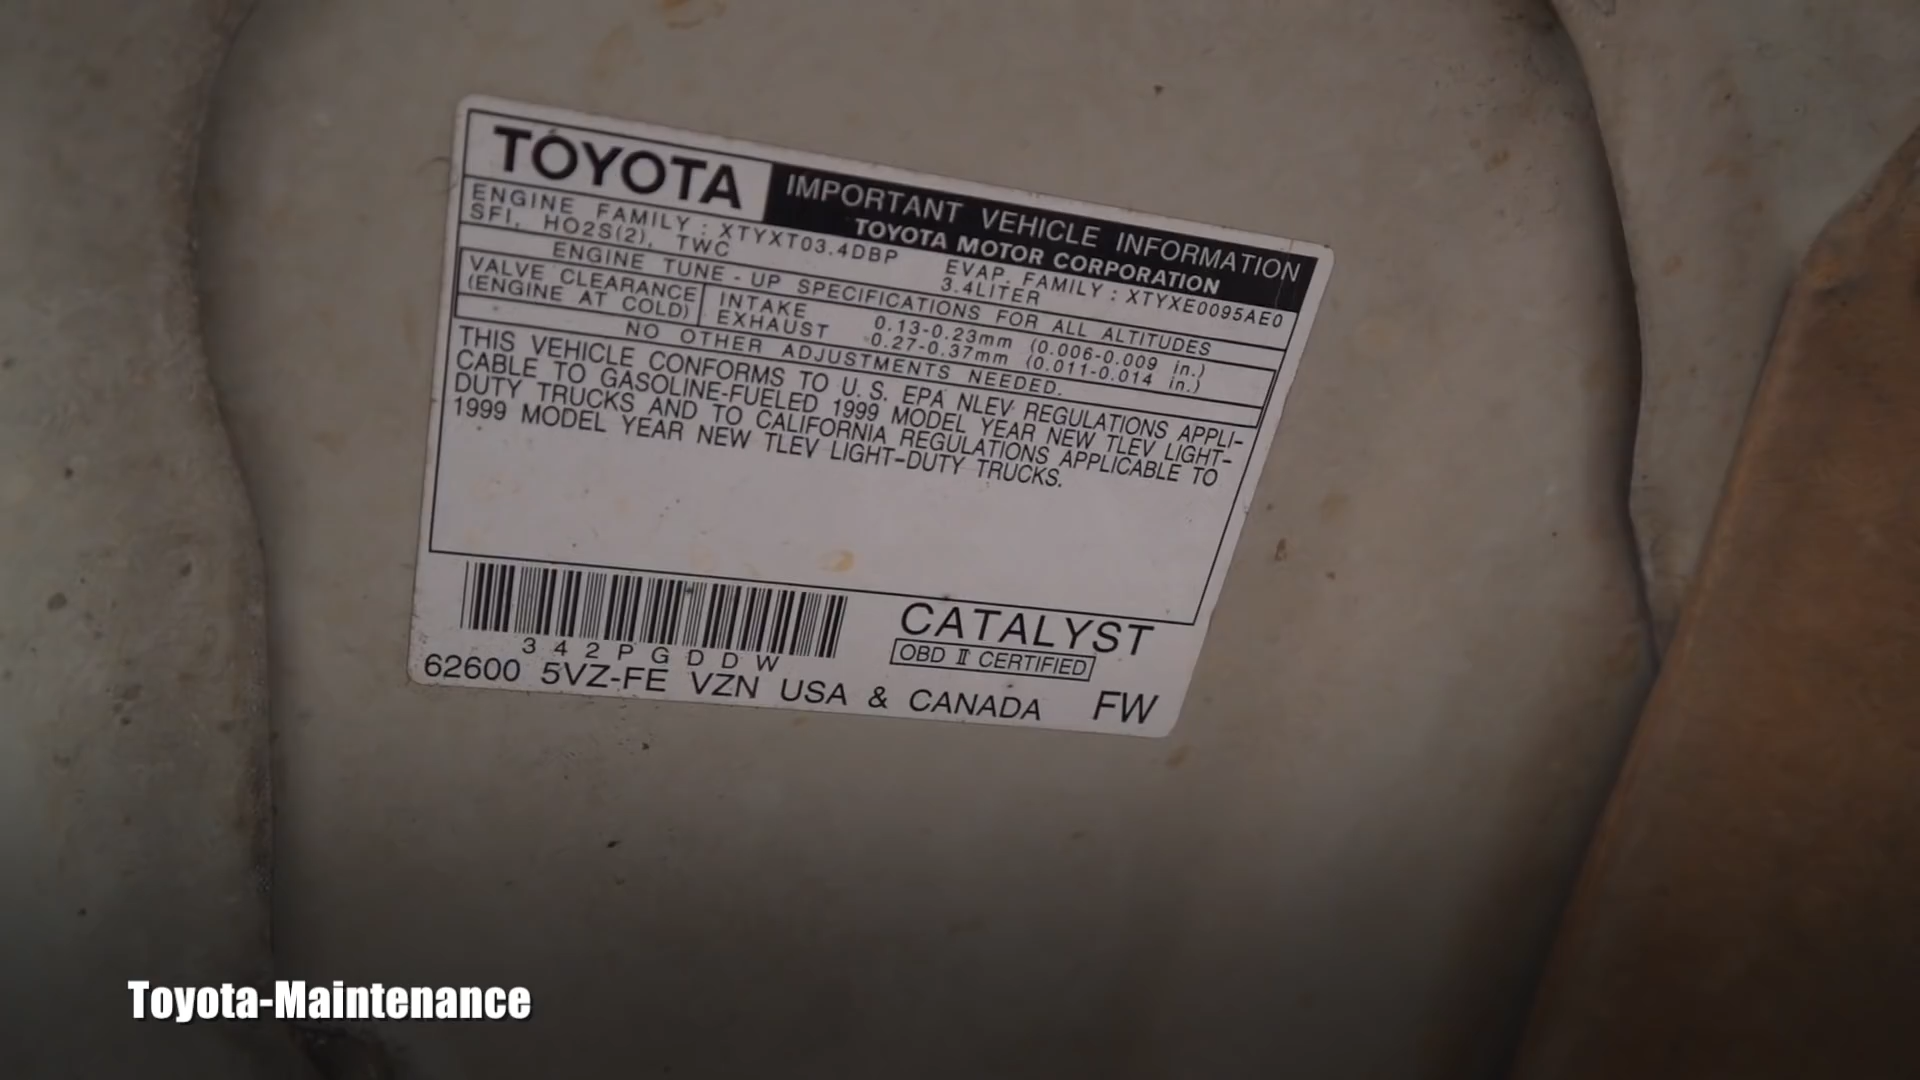 TOYOTA IMPORTANT VEHICLE INFORMATION
TOYOTA MOTOR CORPORATION
ENGINE FAMILY : XTYXT03.4DBP EVAP. FAMILY : XTYXE0095AE0
SFI, HO2S(2), TWC 3.4LITER
ENGINE TUNE - UP SPECIFICATIONS FOR ALL ALTITUDES
VALVE CLEARANCE INTAKE 0.13-0.23mm (0.006-0.009 in.)
(ENGINE AT COLD) EXHAUST 0.27-0.37mm (0.011-0.014 in.)
NO OTHER ADJUSTMENTS NEEDED.
THIS VEHICLE CONFORMS TO U.S. EPA NLEV REGULATIONS APPLI-
CABLE TO GASOLINE-FUELED 1999 MODEL YEAR NEW TLEV LIGHT-
DUTY TRUCKS AND TO CALIFORNIA REGULATIONS APPLICABLE TO
1999 MODEL YEAR NEW TLEV LIGHT-DUTY TRUCKS.
342PGDDW
CATALYST
OBD II CERTIFIED
62600 5VZ-FE VZN USA & CANADA FW
Toyota-Maintenance